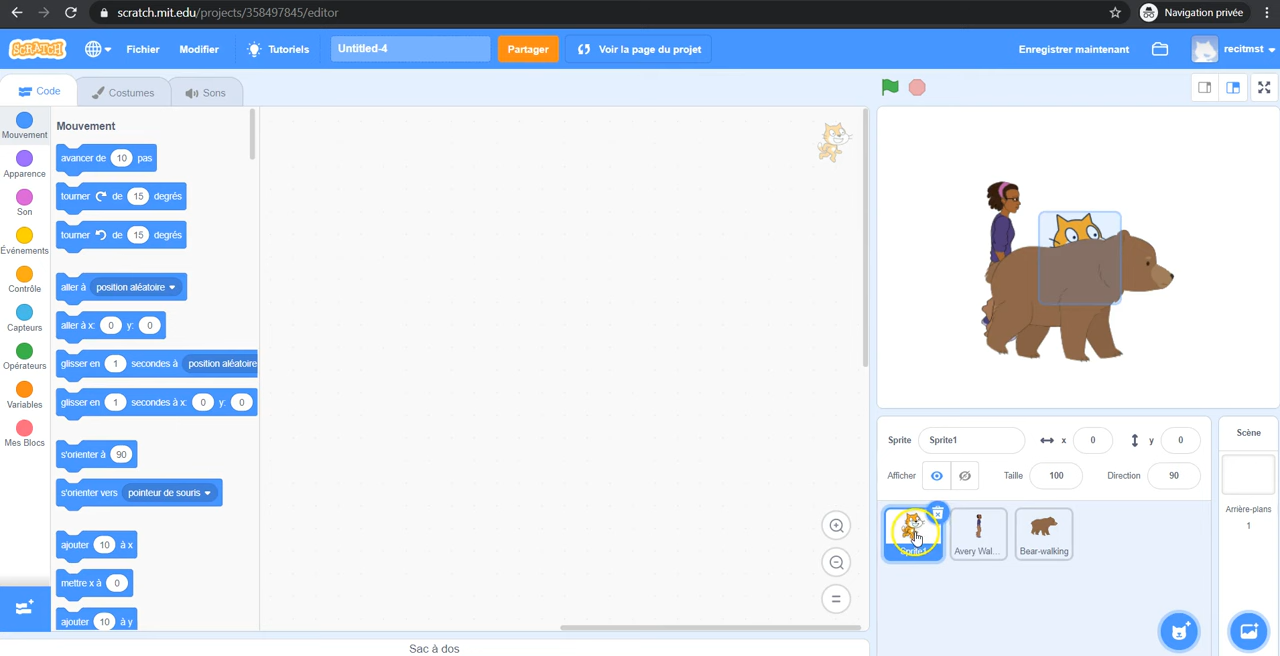 scratch.mit.edu/projects/358497845/editor
Navigation privée
SCRATCH
Fichier
Modifier
Tutoriels
Untitled-4
Partager
Voir la page du projet
Enregistrer maintenant
recitmst
Code
Costumes
Sons
Mouvement
Apparence
Son
Événements
Contrôle
Capteurs
Opérateurs
Variables
Mes Blocs
Mouvement
avancer de 10 pas
tourner de 15 degrés
tourner de 15 degrés
aller à position aléatoire
aller à x: 0 y: 0
glisser en 1 secondes à position aléatoire
glisser en 1 secondes à x: 0 y: 0
s'orienter à 90
s'orienter vers pointeur de souris
ajouter 10 à x
mettre x à 0
ajouter 10 à y
Sac à dos
Sprite Sprite1 x 0 y 0
Afficher Taille 100 Direction 90
Sprite1
Avery Wal...
Bear-walking
Scène
Arrière-plans
1